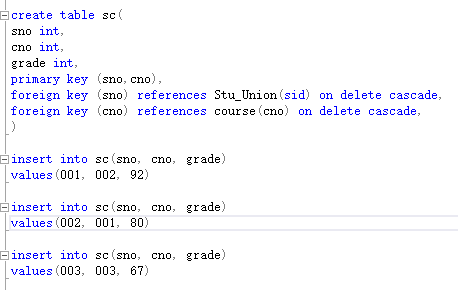 create table sc(
sno int,
cno int,
grade int,
primary key (sno,cno),
foreign key (sno) references Stu_Union(sid) on delete cascade,
foreign key (cno) references course(cno) on delete cascade,
)
insert into sc(sno, cno, grade)
values(001, 002, 92)
insert into sc(sno, cno, grade)
values(002, 001, 80)
insert into sc(sno, cno, grade)
values(003, 003, 67)